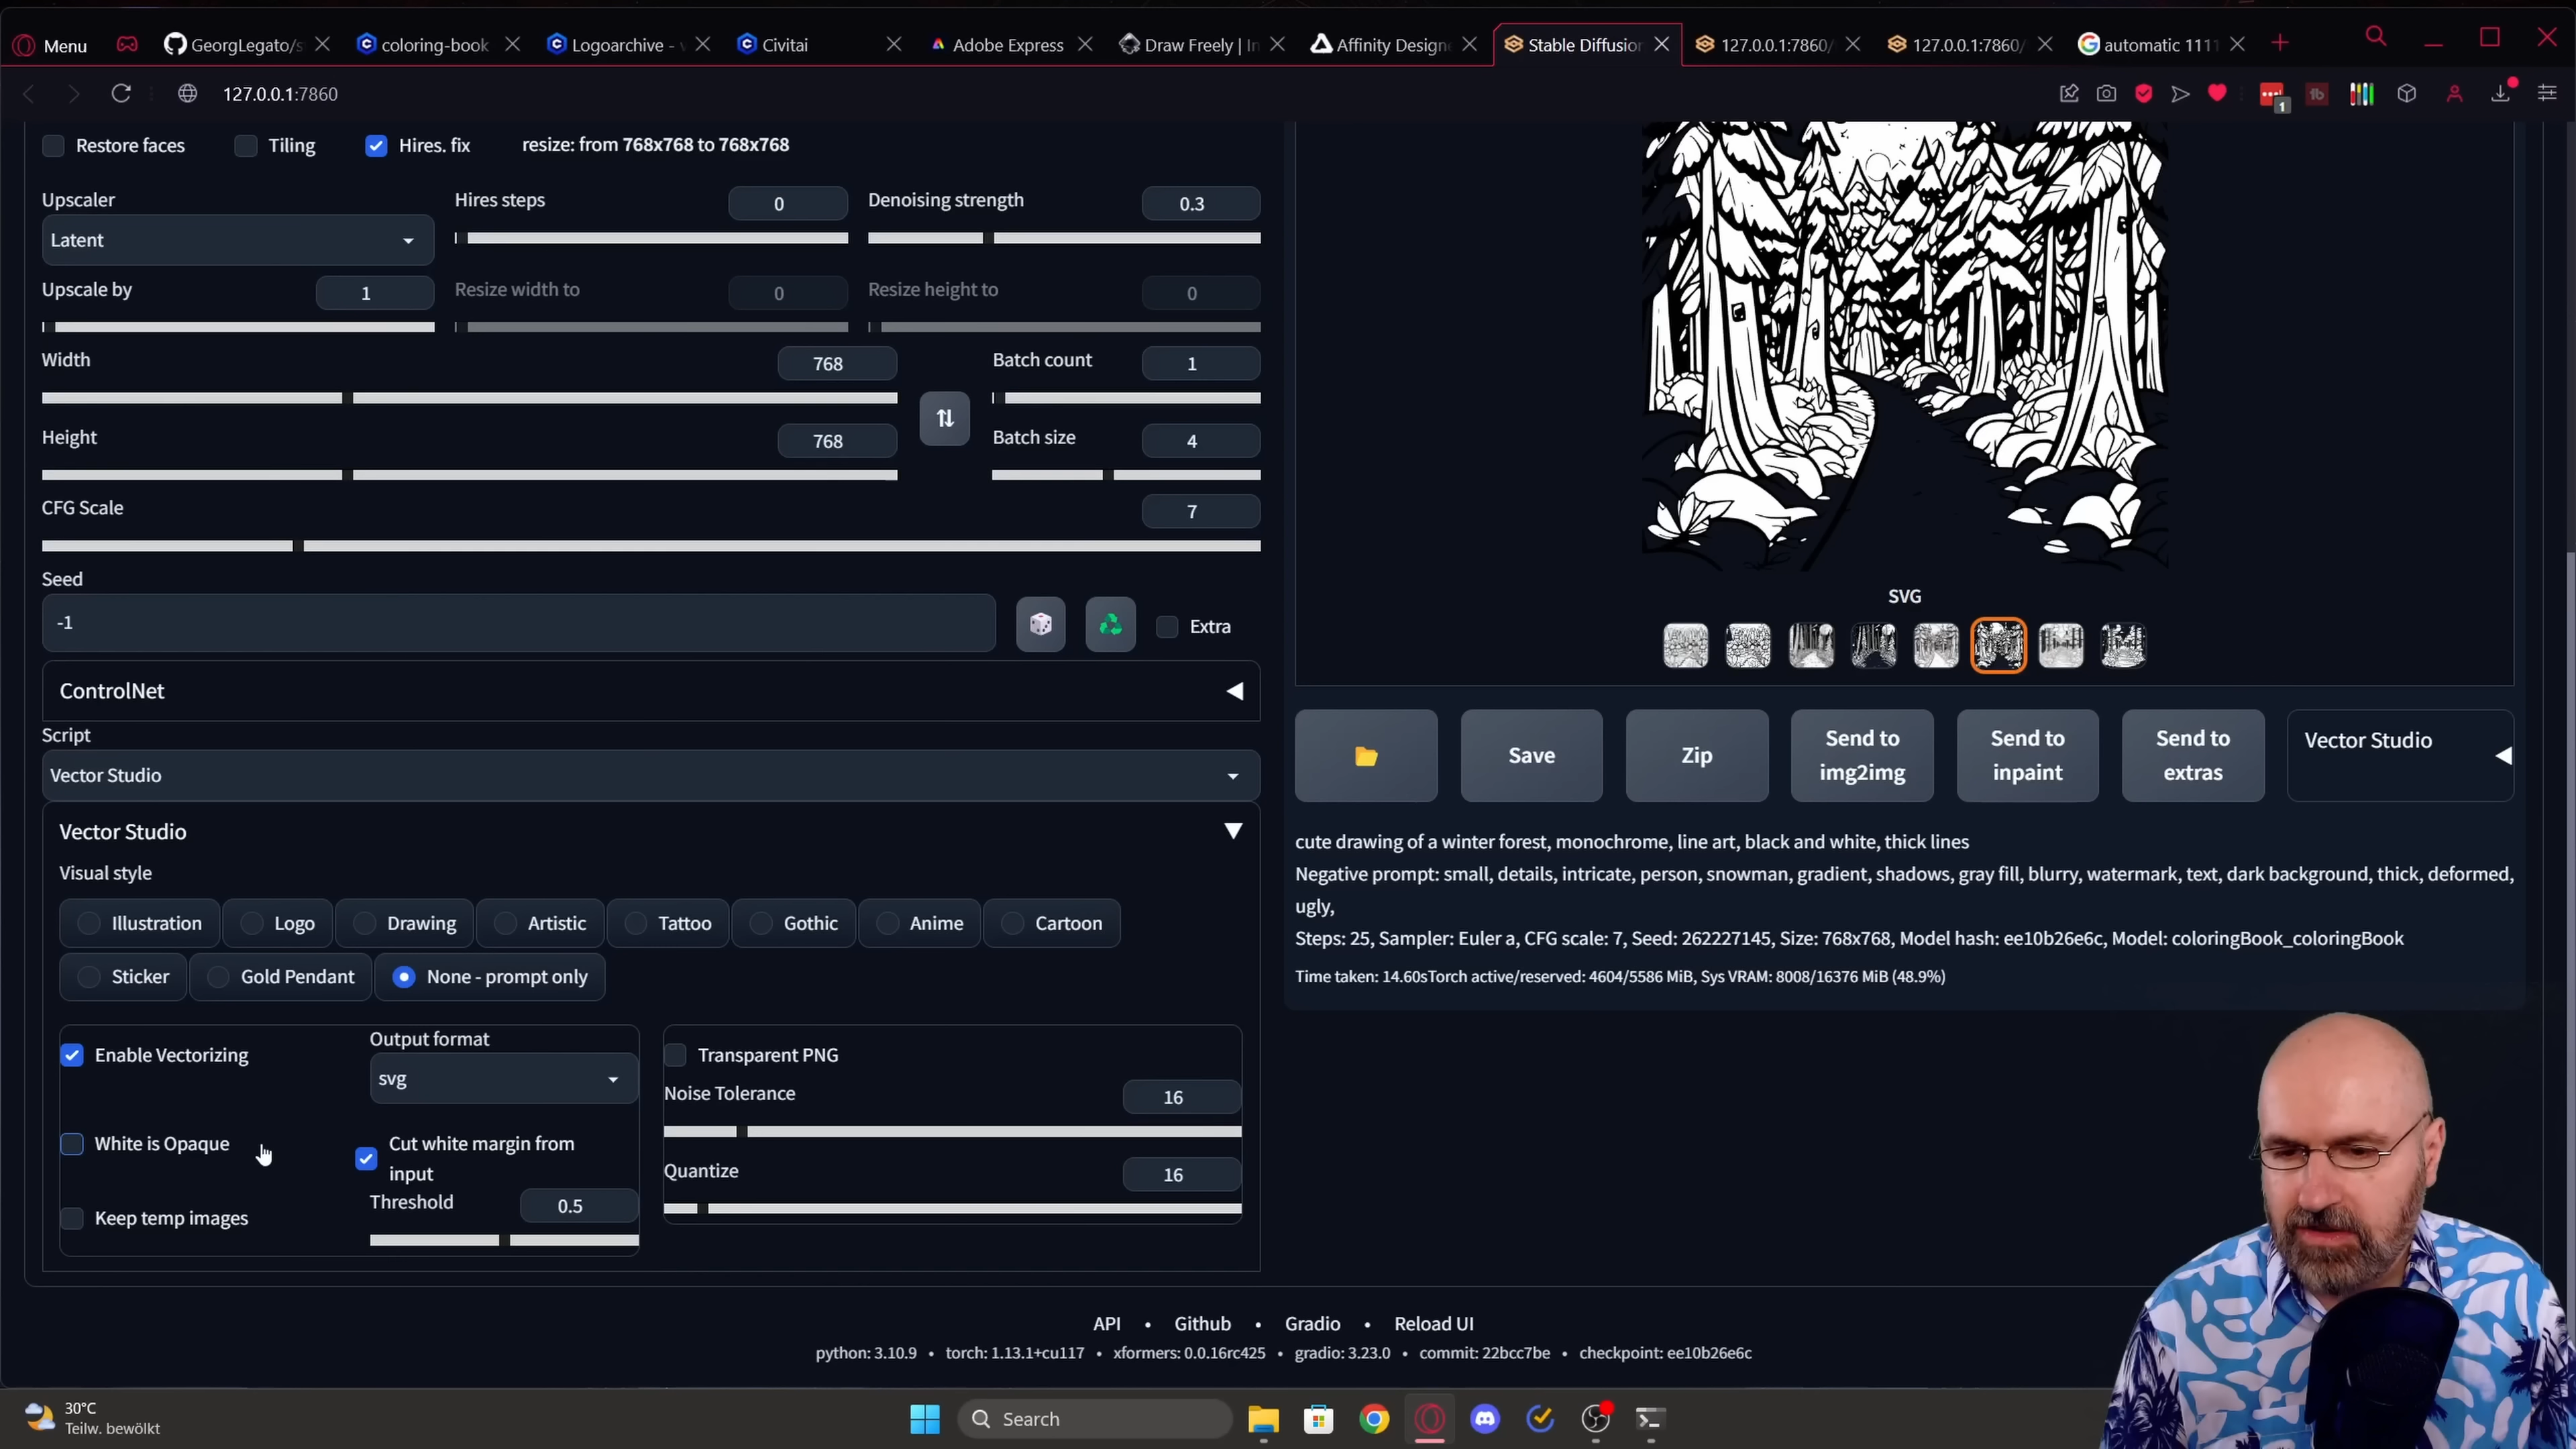 Menu
GeorgLegato/s
coloring-book
Logoarchive -
Civitai
Adobe Express
Draw Freely | In
Affinity Design
Stable Diffusion
127.0.0.1:7860/
127.0.0.1:7860/
automatic 1111
127.0.0.1:7860
1
Restore faces
Tiling
Hires. fix
resize: from 768x768 to 768x768
Upscaler
Hires steps
0
Denoising strength
0.3
Latent
Upscale by
1
Resize width to
0
Resize height to
0
Width
768
Batch count
1
Height
768
Batch size
4
CFG Scale
7
Seed
-1
Extra
ControlNet
Script
Vector Studio
Vector Studio
Visual style
Illustration
Logo
Drawing
Artistic
Tattoo
Gothic
Anime
Cartoon
Sticker
Gold Pendant
None - prompt only
Enable Vectorizing
Output format
svg
White is Opaque
Cut white margin from
input
Keep temp images
Threshold
0.5
Transparent PNG
Noise Tolerance
16
Quantize
16
SVG
Save
Zip
Send to
img2img
Send to
inpaint
Send to
extras
Vector Studio
cute drawing of a winter forest, monochrome, line art, black and white, thick lines
Negative prompt: small, details, intricate, person, snowman, gradient, shadows, gray fill, blurry, watermark, text, dark background, thick, deformed,
ugly,
Steps: 25, Sampler: Euler a, CFG scale: 7, Seed: 262227145, Size: 768x768, Model hash: ee10b26e6c, Model: coloringBook_coloringBook
Time taken: 14.60sTorch active/reserved: 4604/5586 MiB, Sys VRAM: 8008/16376 MiB (48.9%)
API • Github • Gradio • Reload UI
python: 3.10.9 • torch: 1.13.1+cu117 • xformers: 0.0.16rc425 • gradio: 3.23.0 • commit: 22bcc7be • checkpoint: ee10b26e6c
30°C
Teilw. bewölkt
Search